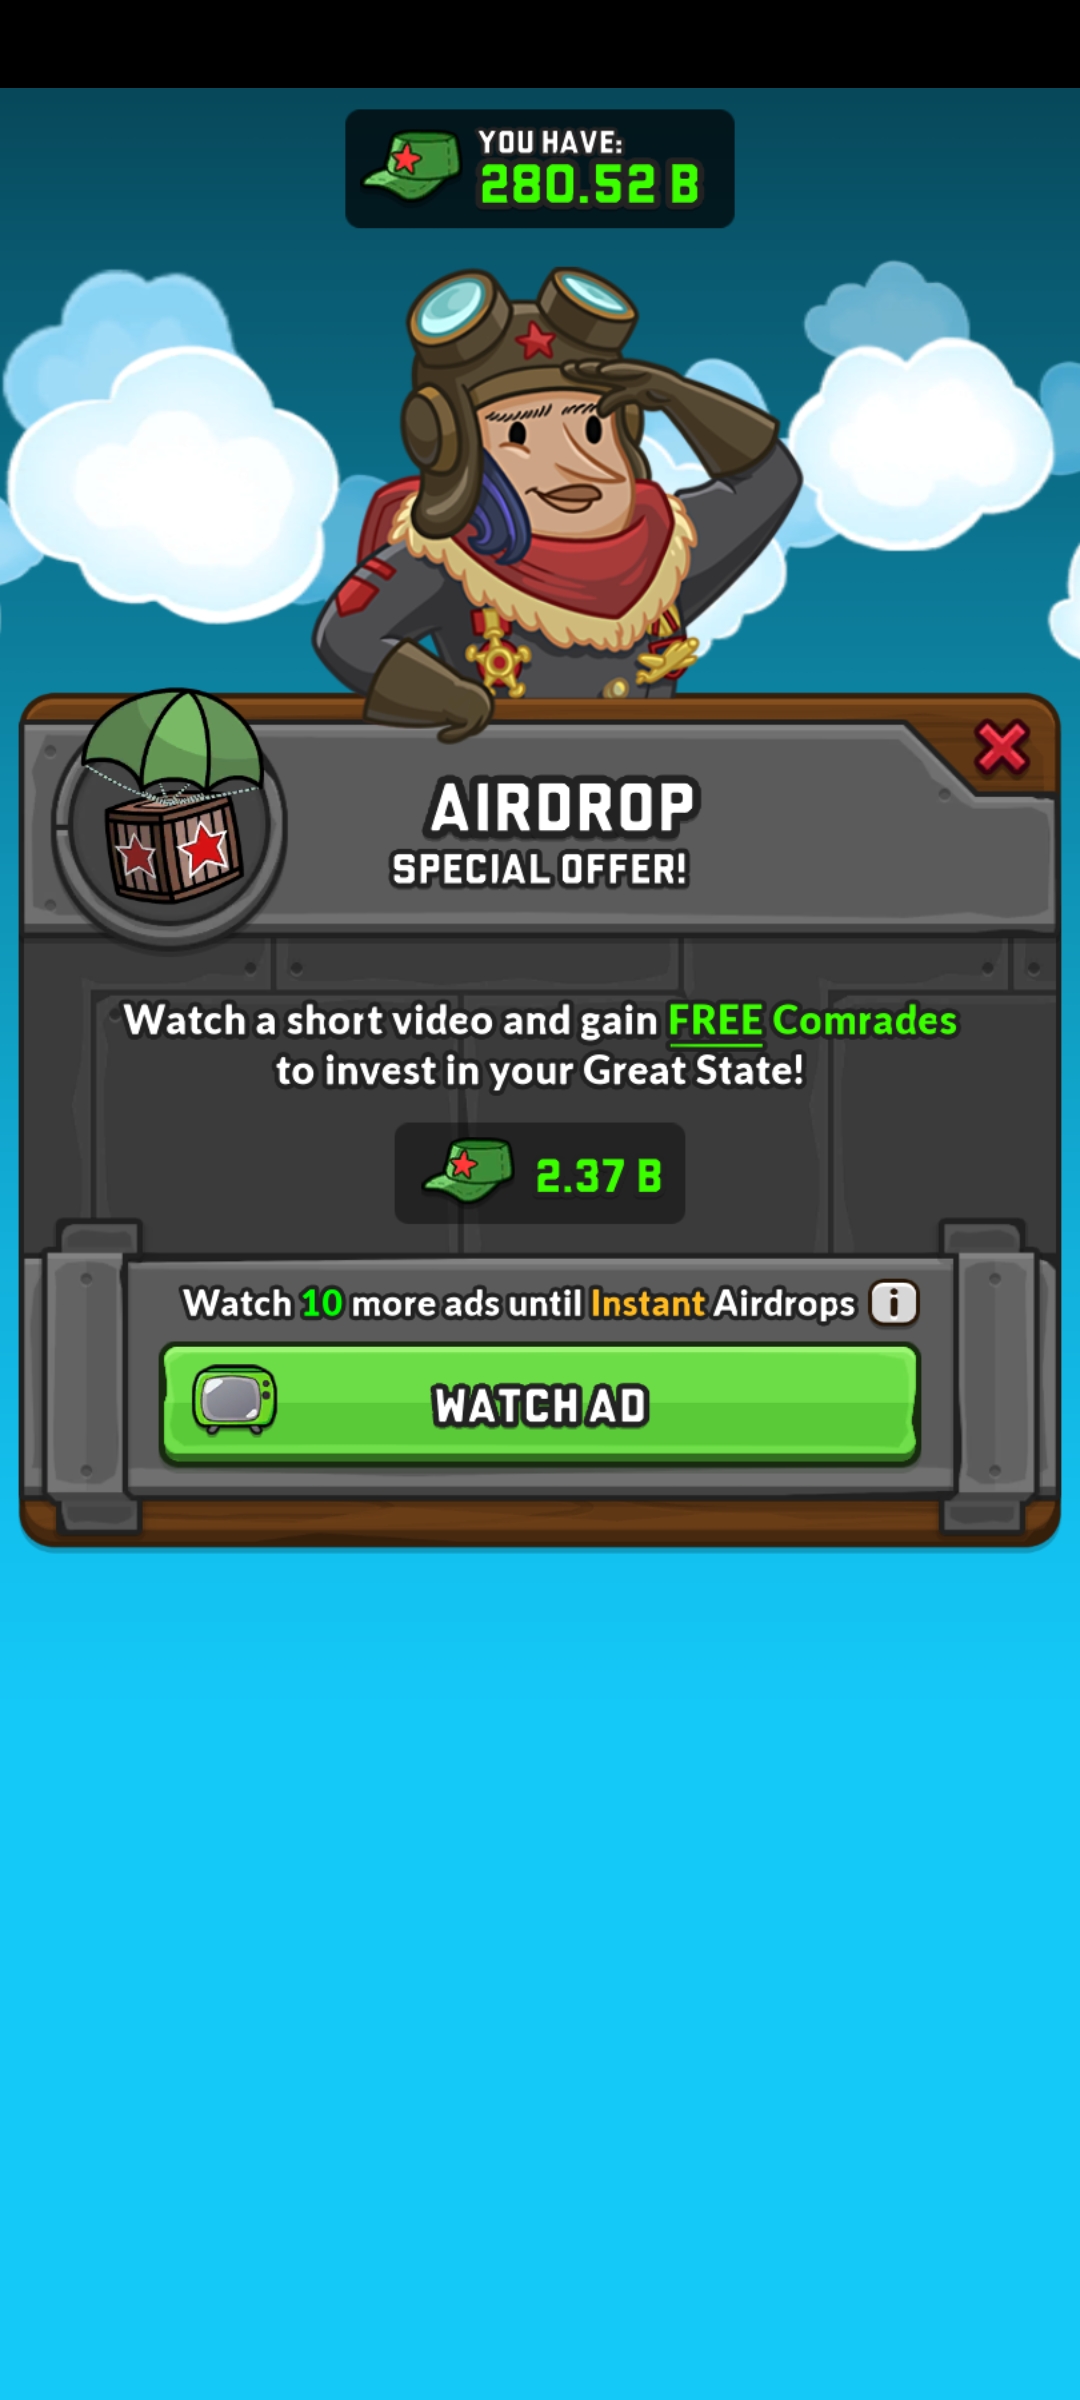 YOU HAVE:
280.52 B
AIRDROP
SPECIAL OFFER!
Watch a short video and gain FREE Comrades
to invest in your Great State!
2.37 B
Watch 10 more ads until Instant Airdrops i
WATCH AD